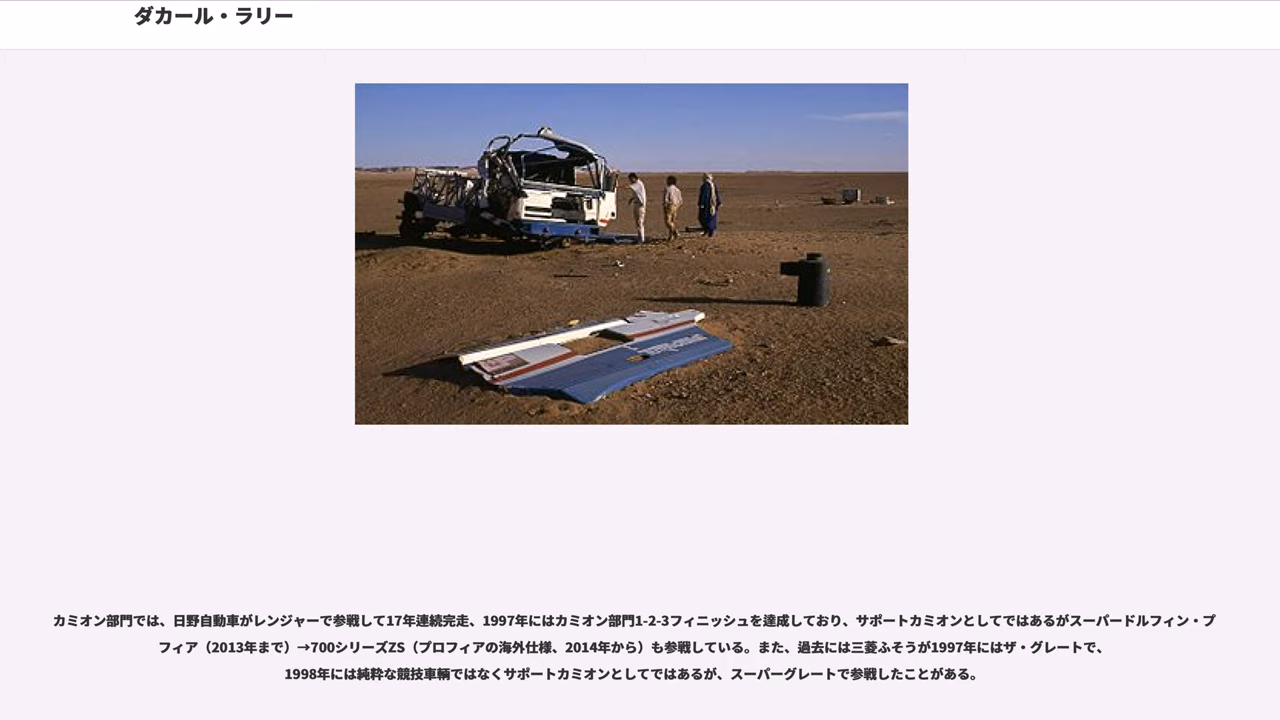 ダカール・ラリー
カミオン部門では、日野自動車がレンジャーで参戦して17年連続完走、1997年にはカミオン部門1-2-3フィニッシュを達成しており、サポートカミオンとしてではあるがスーパードルフィン・プ
フィア（2013年まで）→700シリーズZS（プロフィアの海外仕様、2014年から）も参戦している。また、過去には三菱ふそうが1997年にはザ・グレートで、
1998年には純粋な競技車輌ではなくサポートカミオンとしてではあるが、スーパーグレートで参戦したことがある。